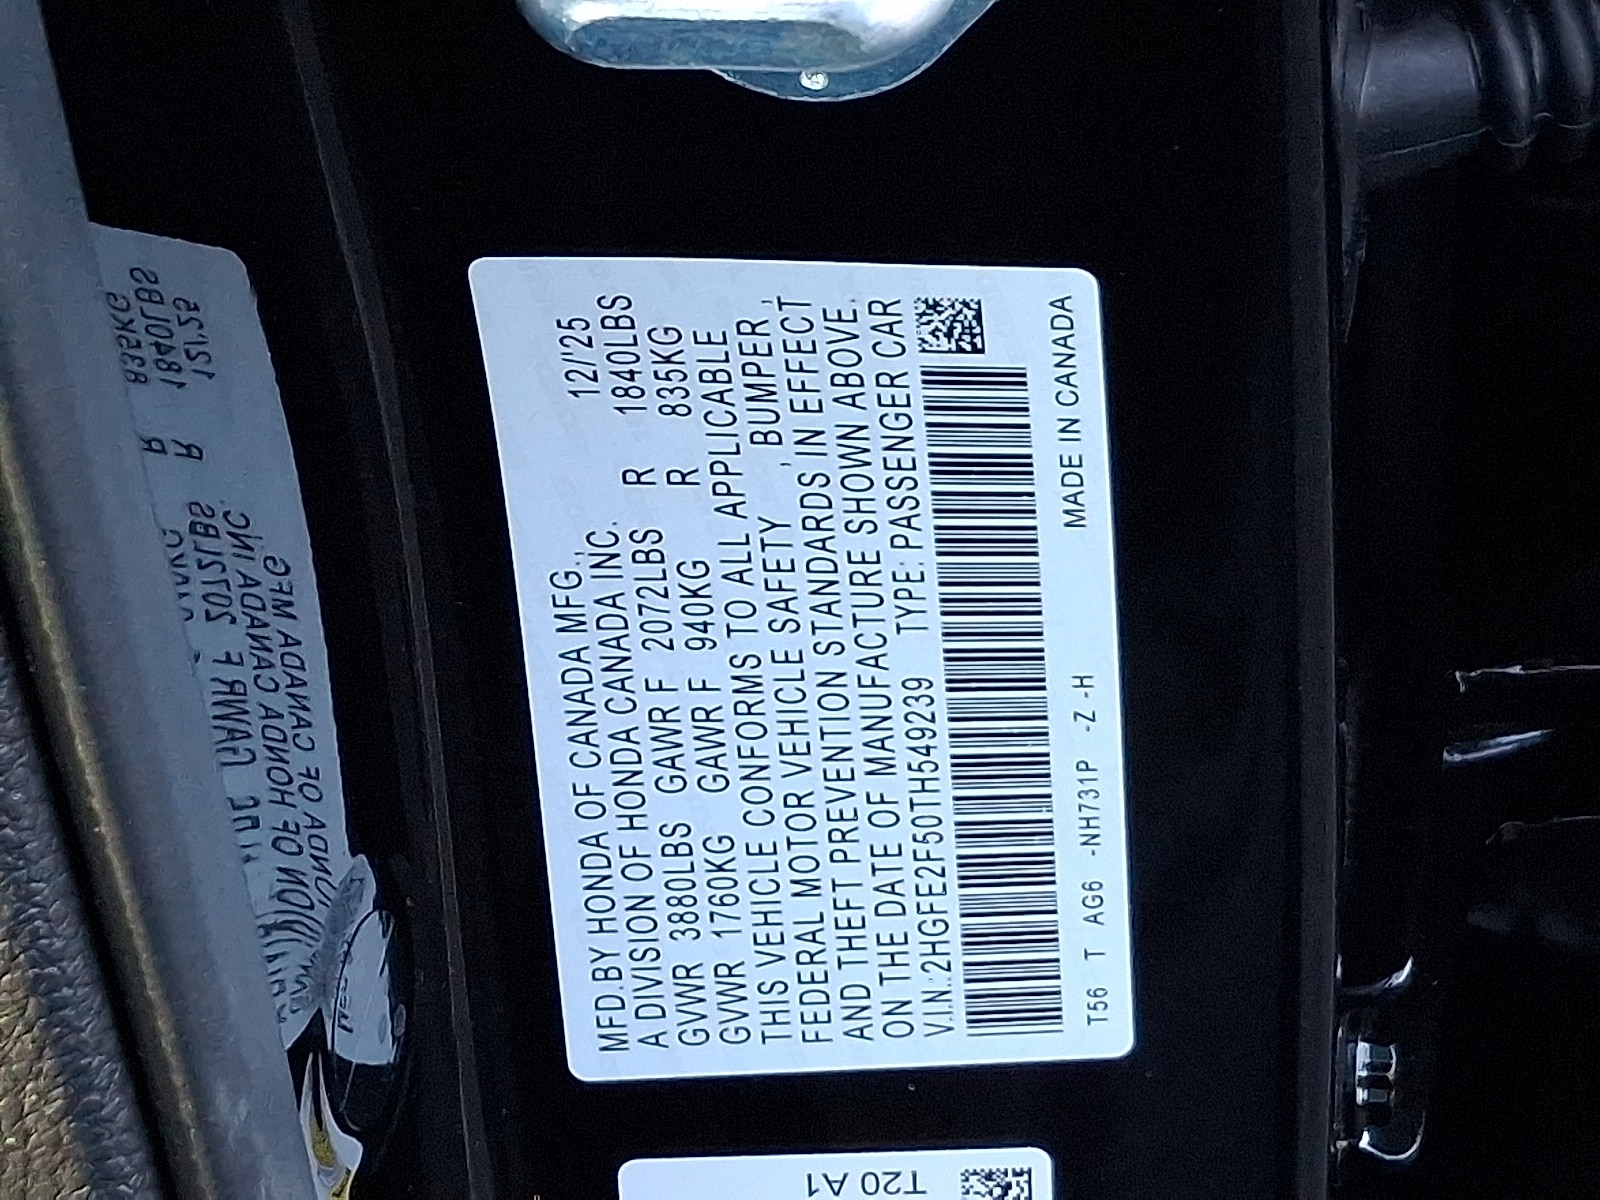 MFD.BY HONDA OF CANADA MFG., 12/'25
A DIVISION OF HONDA CANADA INC.
GVWR 3880LBS GAWR F 2072LBS R 1840LBS
GVWR 1760KG GAWR F 940KG R 835KG
THIS VEHICLE CONFORMS TO ALL APPLICABLE
FEDERAL MOTOR VEHICLE SAFETY , BUMPER ,
AND THEFT PREVENTION STANDARDS IN EFFECT
ON THE DATE OF MANUFACTURE SHOWN ABOVE.
V.I.N.:2HGFE2F50TH549239 TYPE: PASSENGER CAR
T56 T AG6 -NH731P -Z -H MADE IN CANADA
T20 A1